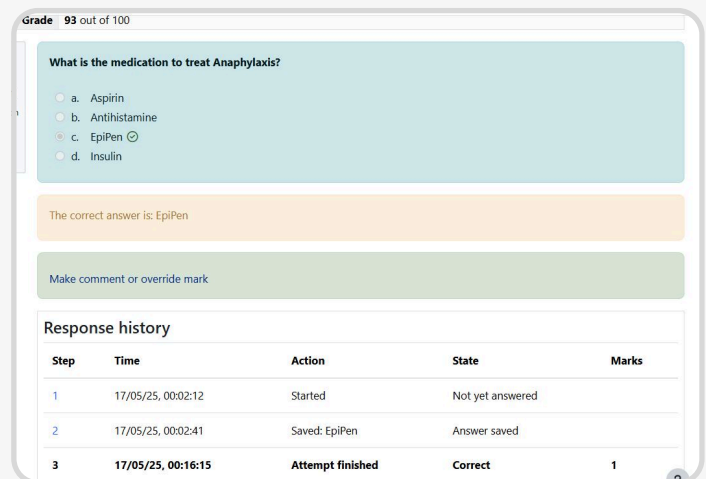 Grade 93 out of 100
What is the medication to treat Anaphylaxis?
a. Aspirin
b. Antihistamine
c. EpiPen
d. Insulin
The correct answer is: EpiPen
Make comment or override mark
Response history
Step Time Action State Marks
1 17/05/25, 00:02:12 Started Not yet answered
2 17/05/25, 00:02:41 Saved: EpiPen Answer saved
3 17/05/25, 00:16:15 Attempt finished Correct 1